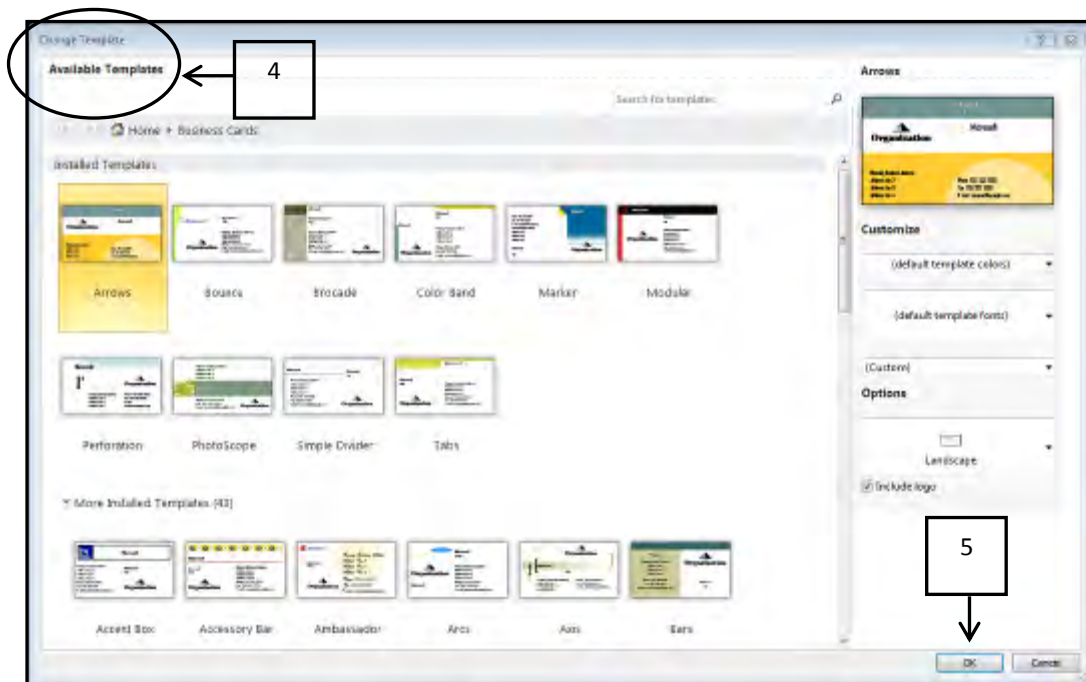 Change Template
Available Templates
4
Search for templates
Home ▸ Business Cards
Installed Templates
Arrows
Bounce
Brocade
Color Band
Marker
Modular
Perforation
PhotoScope
Simple Divider
Tabs
More Installed Templates (43)
Accent Box
Accessory Bar
Ambassador
Arcs
Axis
Bars
Arrows
Organization
Customize
(default template colors)
(default template fonts)
(Custom)
Options
Landscape
Include logo
5
OK
Cancel